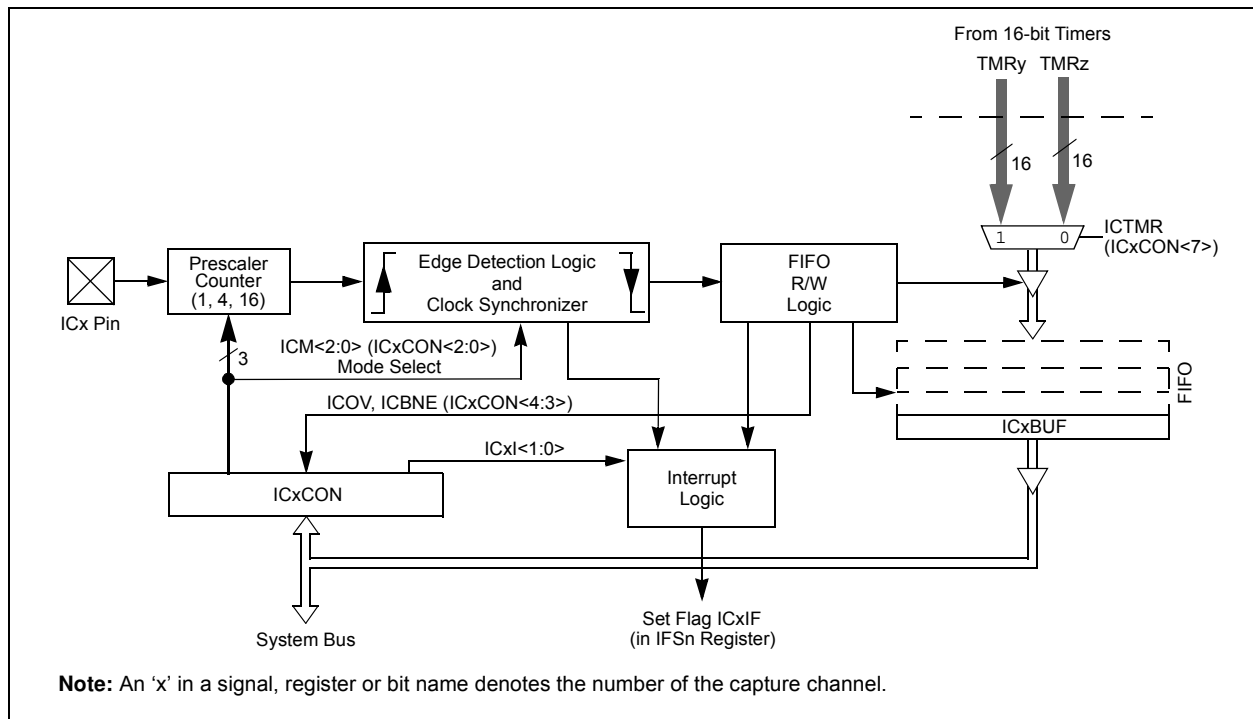 From 16-bit Timers
TMRy TMRz
16 16
1 0
ICTMR
(ICxCON<7>)
Prescaler
Counter
(1, 4, 16)
Edge Detection Logic
and
Clock Synchronizer
FIFO
R/W
Logic
ICx Pin
3
ICM<2:0> (ICxCON<2:0>)
Mode Select
FIFO
ICOV, ICBNE (ICxCON<4:3>)
ICxBUF
ICxI<1:0>
ICxCON
Interrupt
Logic
System Bus
Set Flag ICxIF
(in IFSn Register)
Note: An ‘x’ in a signal, register or bit name denotes the number of the capture channel.